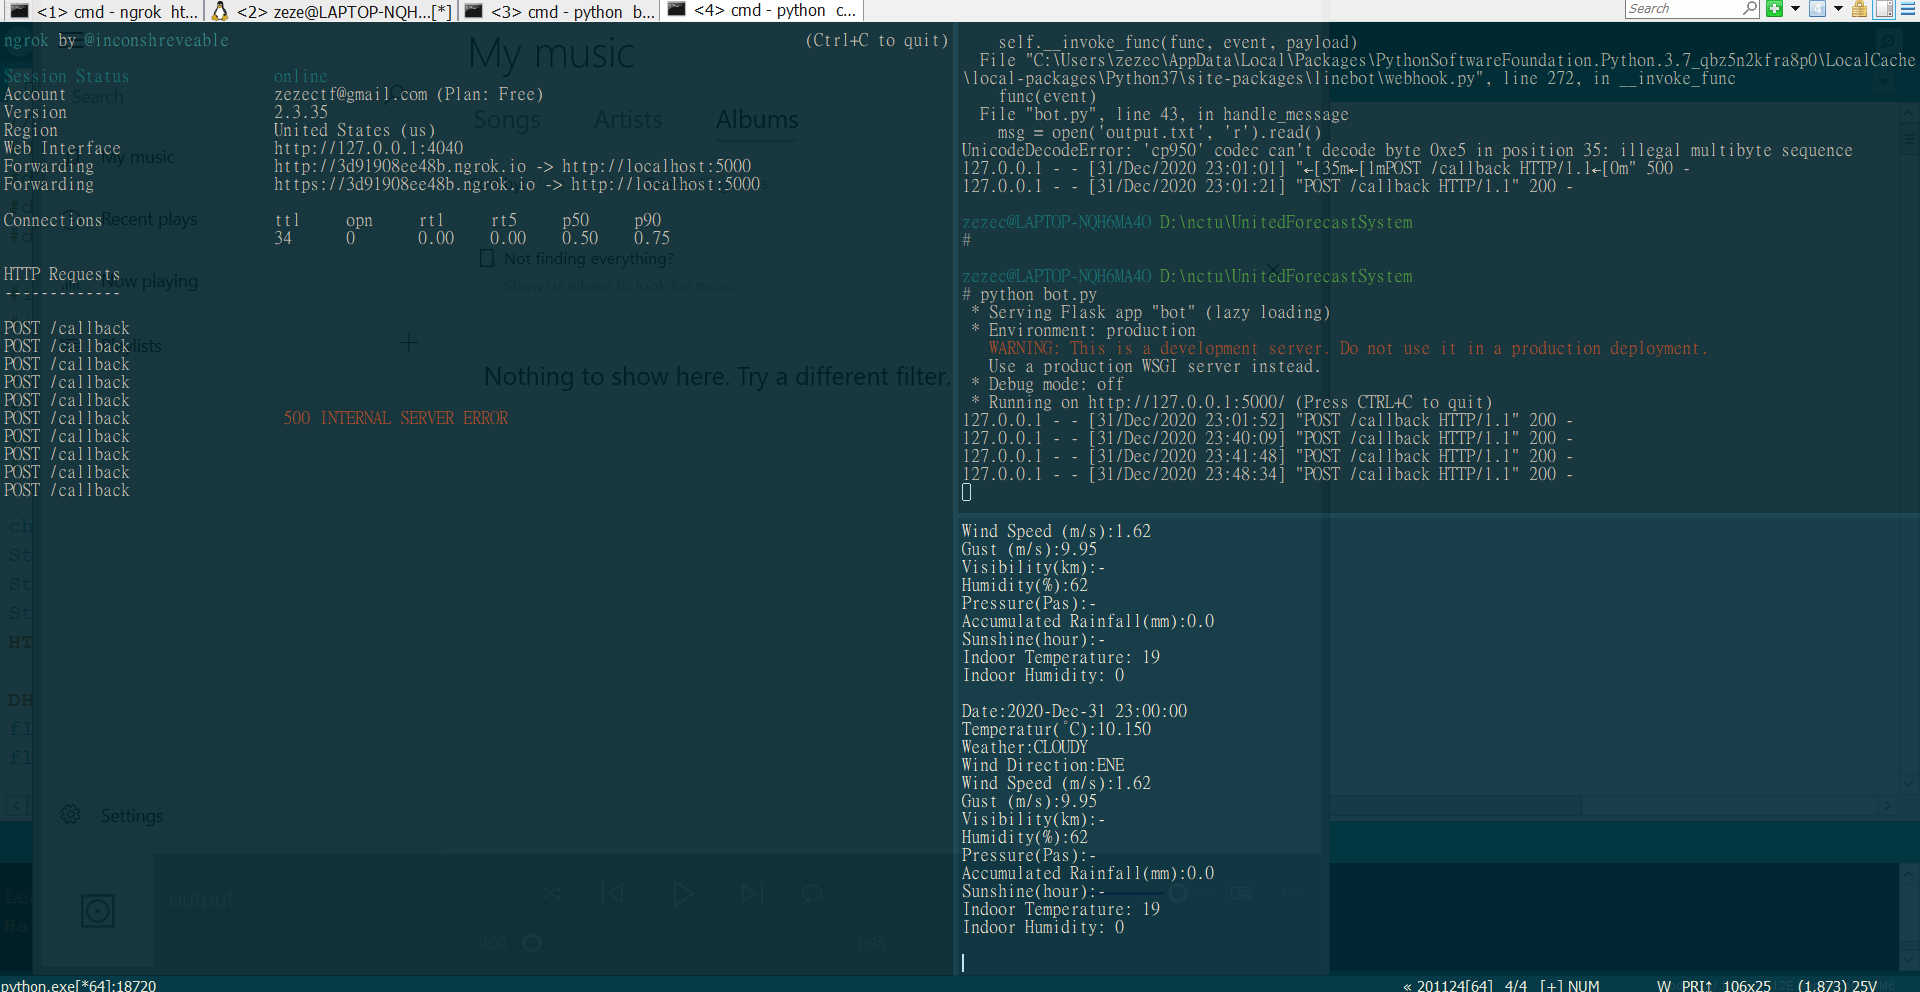 <1> cmd - ngrok ht...
<2> zeze@LAPTOP-NQH...[*]
<3> cmd - python b...
<4> cmd - python c...
Search
ngrok by @inconshreveable (Ctrl+C to quit)
Session Status online
Account zezectf@gmail.com (Plan: Free)
Version 2.3.35
Region United States (us)
Web Interface http://127.0.0.1:4040
Forwarding http://3d91908ee48b.ngrok.io -> http://localhost:5000
Forwarding https://3d91908ee48b.ngrok.io -> http://localhost:5000
Connections ttl opn rt1 rt5 p50 p90
34 0 0.00 0.00 0.50 0.75
HTTP Requests
-------------
POST /callback
POST /callback
POST /callback
POST /callback
POST /callback
POST /callback 500 INTERNAL SERVER ERROR
POST /callback
POST /callback
POST /callback
POST /callback
My music
Search
Songs Artists Albums
My music
Recent plays
Now playing
Playlists
Not finding everything?
Show us where to look for music
Nothing to show here. Try a different filter.
Settings
output
0:00 0:38
self.__invoke_func(func, event, payload)
File "C:\Users\zezec\AppData\Local\Packages\PythonSoftwareFoundation.Python.3.7_qbz5n2kfra8p0\LocalCache
\local-packages\Python37\site-packages\linebot\webhook.py", line 272, in __invoke_func
func(event)
File "bot.py", line 43, in handle_message
msg = open('output.txt', 'r').read()
UnicodeDecodeError: 'cp950' codec can't decode byte 0xe5 in position 35: illegal multibyte sequence
127.0.0.1 - - [31/Dec/2020 23:01:01] "←[35m←[1mPOST /callback HTTP/1.1←[0m" 500 -
127.0.0.1 - - [31/Dec/2020 23:01:21] "POST /callback HTTP/1.1" 200 -
zezec@LAPTOP-NQH6MA4O D:\nctu\UnitedForecastSystem
#
zezec@LAPTOP-NQH6MA4O D:\nctu\UnitedForecastSystem
# python bot.py
* Serving Flask app "bot" (lazy loading)
* Environment: production
WARNING: This is a development server. Do not use it in a production deployment.
Use a production WSGI server instead.
* Debug mode: off
* Running on http://127.0.0.1:5000/ (Press CTRL+C to quit)
127.0.0.1 - - [31/Dec/2020 23:01:52] "POST /callback HTTP/1.1" 200 -
127.0.0.1 - - [31/Dec/2020 23:40:09] "POST /callback HTTP/1.1" 200 -
127.0.0.1 - - [31/Dec/2020 23:41:48] "POST /callback HTTP/1.1" 200 -
127.0.0.1 - - [31/Dec/2020 23:48:34] "POST /callback HTTP/1.1" 200 -
Wind Speed (m/s):1.62
Gust (m/s):9.95
Visibility(km):-
Humidity(%):62
Pressure(Pas):-
Accumulated Rainfall(mm):0.0
Sunshine(hour):-
Indoor Temperature: 19
Indoor Humidity: 0
Date:2020-Dec-31 23:00:00
Temperatur(°C):10.150
Weather:CLOUDY
Wind Direction:ENE
Wind Speed (m/s):1.62
Gust (m/s):9.95
Visibility(km):-
Humidity(%):62
Pressure(Pas):-
Accumulated Rainfall(mm):0.0
Sunshine(hour):-
Indoor Temperature: 19
Indoor Humidity: 0
python.exe[*64]:18720
« 201124[64] 4/4 [+] NUM W PRI↑ 106x25 (1,873) 25V